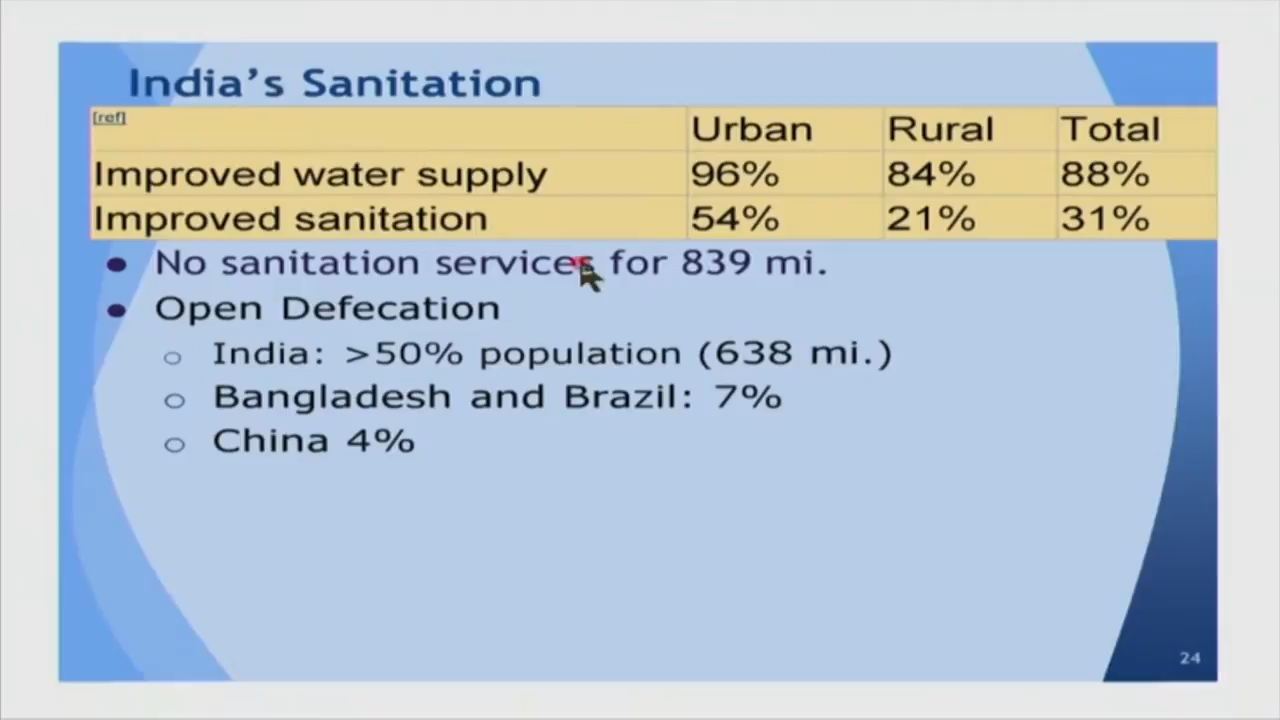 India's Sanitation
[ref] Urban Rural Total
Improved water supply 96% 84% 88%
Improved sanitation 54% 21% 31%
• No sanitation services for 839 mi.
• Open Defecation
○ India: >50% population (638 mi.)
○ Bangladesh and Brazil: 7%
○ China 4%
24